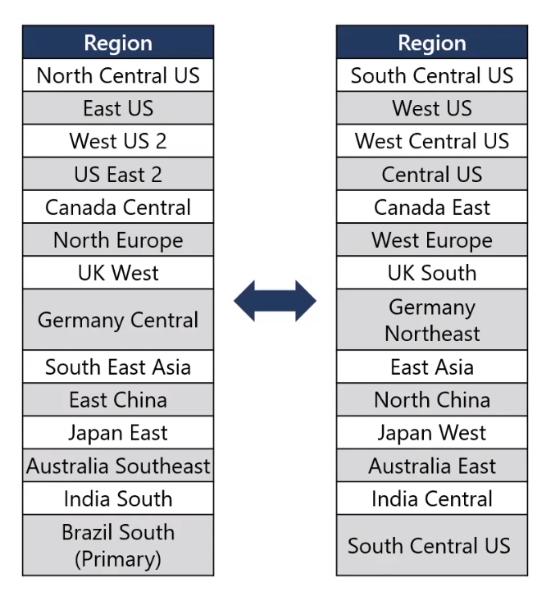 Region
North Central US
East US
West US 2
US East 2
Canada Central
North Europe
UK West
Germany Central
South East Asia
East China
Japan East
Australia Southeast
India South
Brazil South
(Primary)
Region
South Central US
West US
West Central US
Central US
Canada East
West Europe
UK South
Germany
Northeast
East Asia
North China
Japan West
Australia East
India Central
South Central US